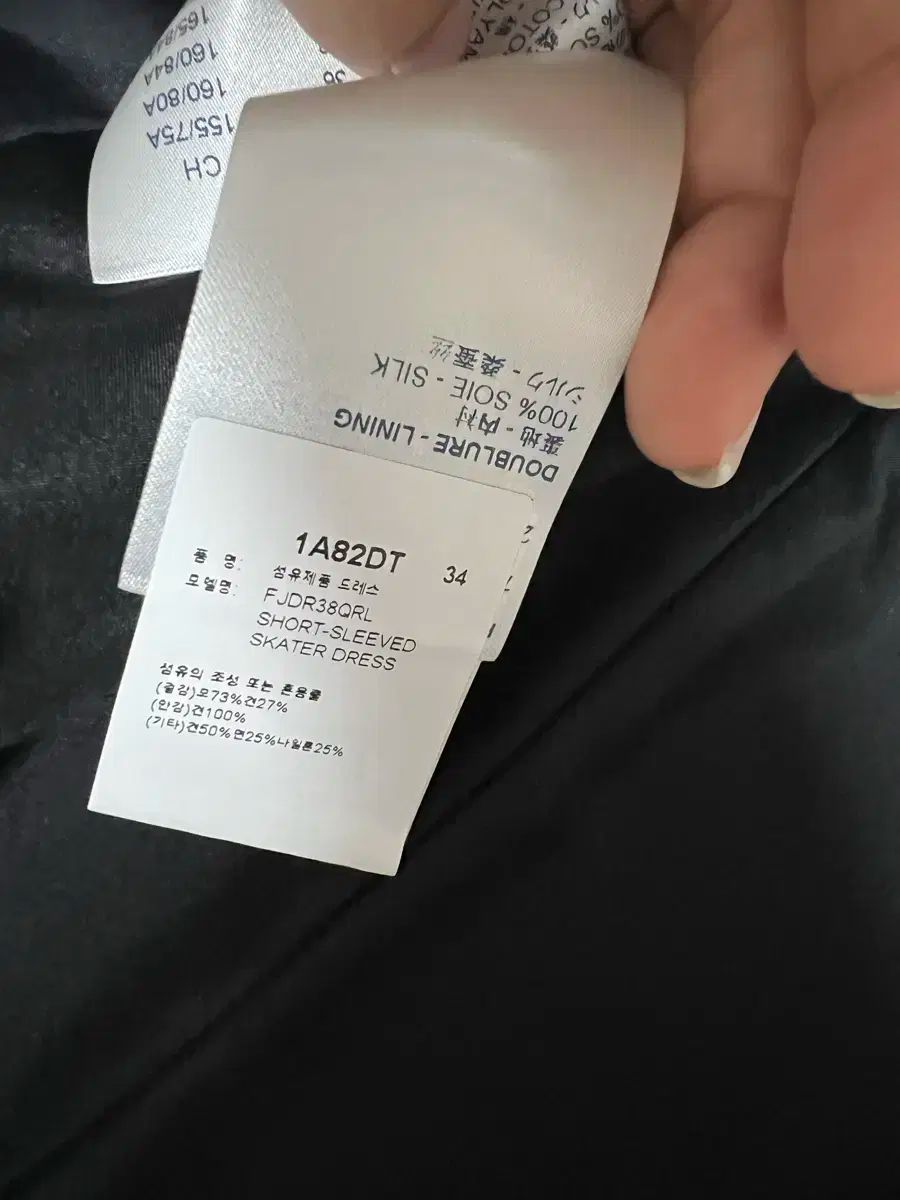 1A82DT
34
품 명: 섬유제품 드레스
모델명: FJDR38QRL
SHORT-SLEEVED
SKATER DRESS
섬유의 조성 또는 혼용률
(겉감)모73%견27%
(안감)견100%
(기타)견50%면25%나일론25%
DOUBLURE - LINING
裏地 - 内衬
100% SOIE - SILK
シルク - 桑蚕丝
CH
155/75A
160/80A
160/84A
165/84A